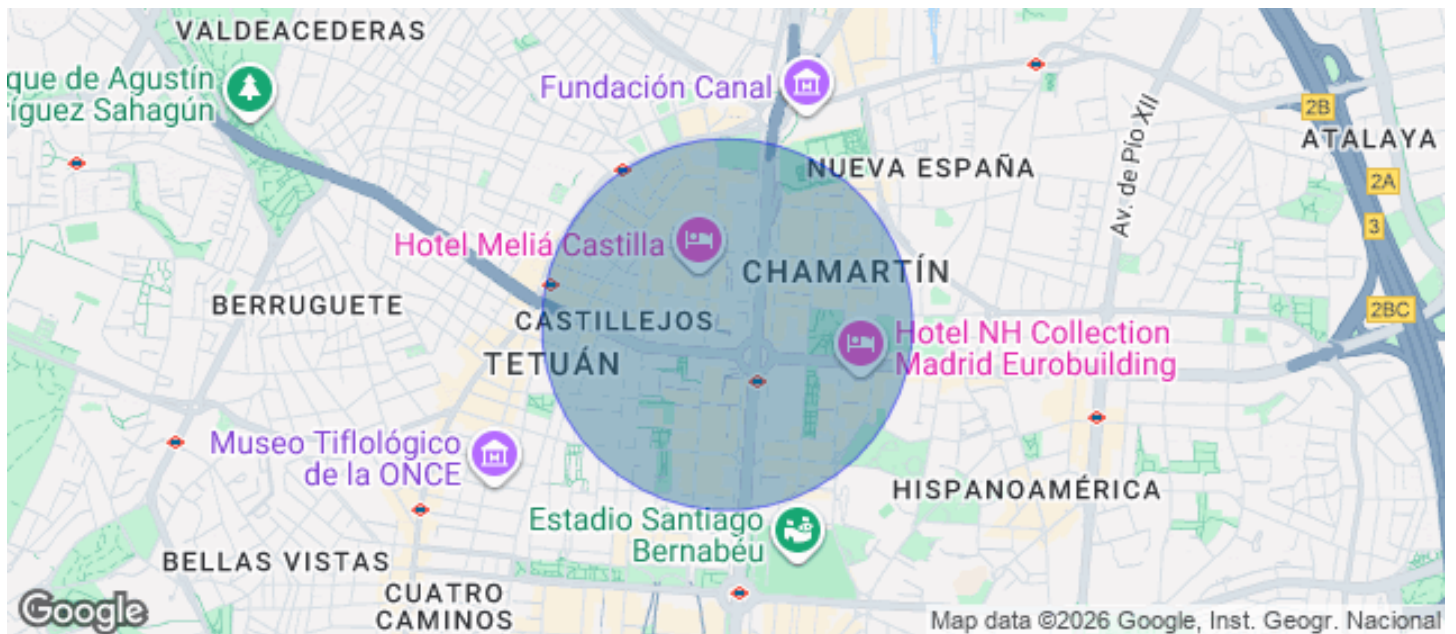 VALDEACEDERAS
que de Agustín
ríguez Sahagún
Fundación Canal
NUEVA ESPAÑA
Av. de Pío XII
2B
ATALAYA
2A
3
Hotel Meliá Castilla
CHAMARTÍN
BERRUGUETE
CASTILLEJOS
2BC
TETUÁN
Hotel NH Collection
Madrid Eurobuilding
Museo Tiflológico
de la ONCE
HISPANOAMÉRICA
Estadio Santiago
Bernabéu
BELLAS VISTAS
CUATRO
CAMINOS
Google
Map data ©2026 Google, Inst. Geogr. Nacional